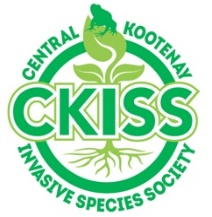 CENTRAL KOOTENAY
CKISS
INVASIVE SPECIES SOCIETY